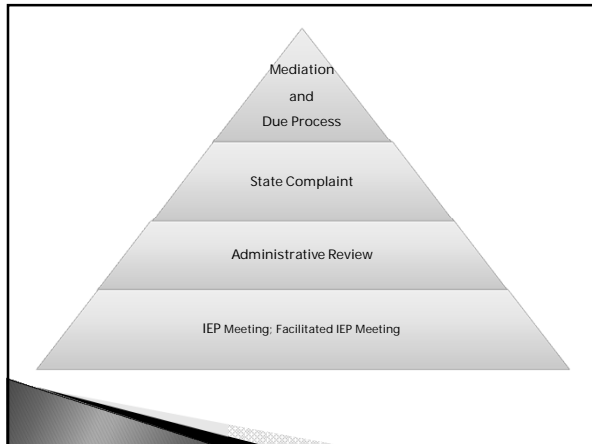 Mediation
and
Due Process
State Complaint
Administrative Review
IEP Meeting; Facilitated IEP Meeting